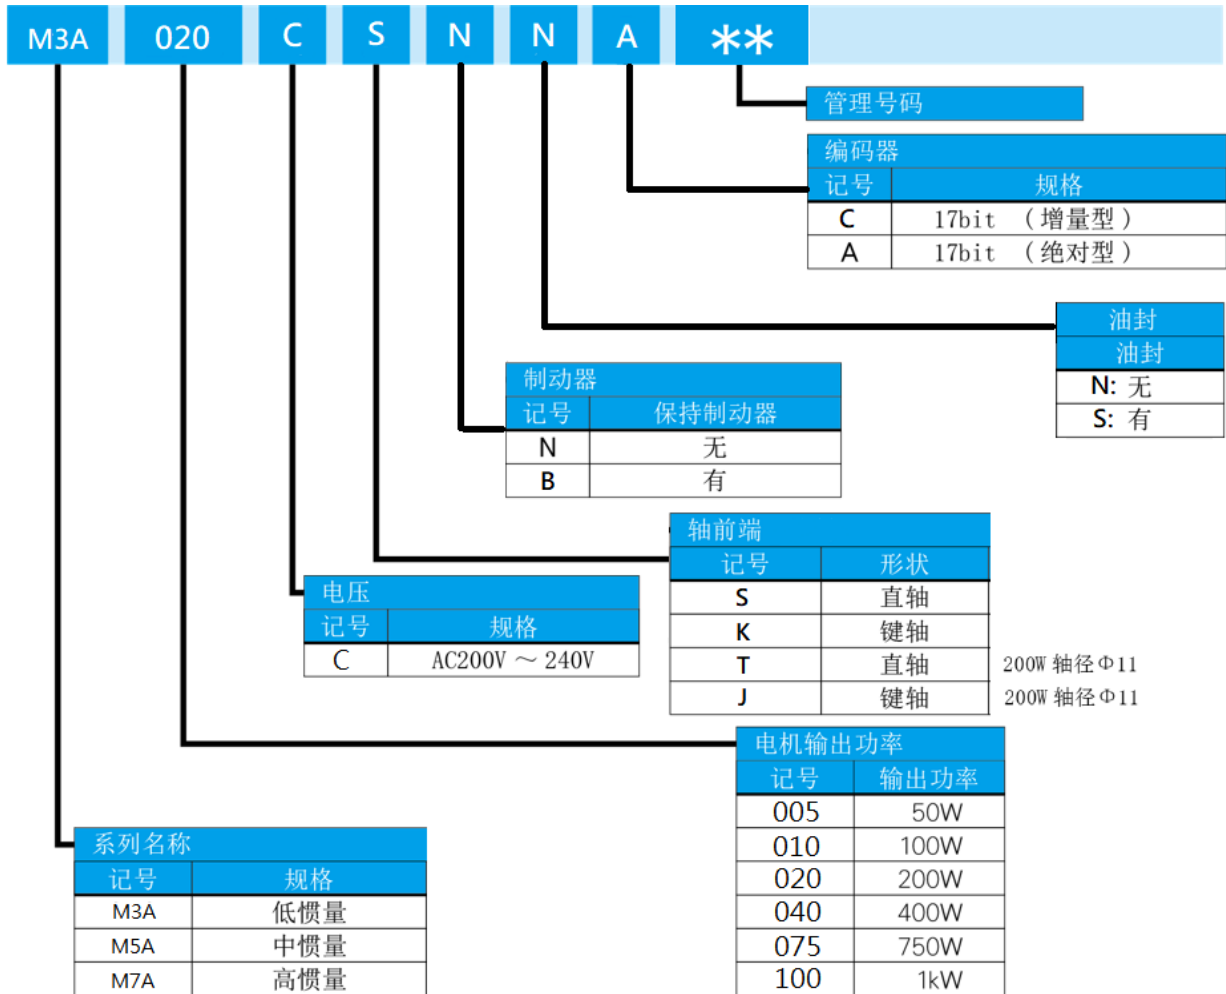 M3A 020 C S N N A **
管理号码
编码器
记号 规格
C 17bit （增量型）
A 17bit （绝对型）
油封
油封
N: 无
S: 有
制动器
记号 保持制动器
N 无
B 有
轴前端
记号 形状
S 直轴
K 键轴
T 直轴 200W 轴径Φ11
J 键轴 200W 轴径Φ11
电压
记号 规格
C AC200V ～ 240V
电机输出功率
记号 输出功率
005 50W
010 100W
020 200W
040 400W
075 750W
100 1kW
系列名称
记号 规格
M3A 低惯量
M5A 中惯量
M7A 高惯量